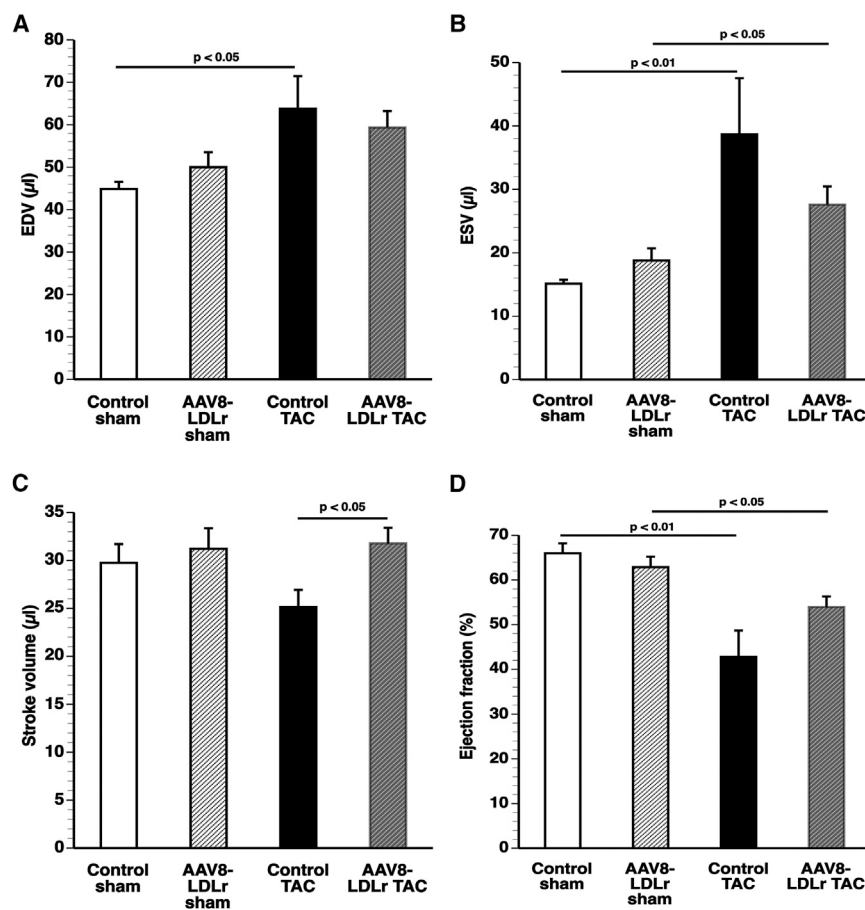 A
p < 0.05
80
70
60
50
40
30
20
10
0
EDV (µl)
Control
sham
AAV8-
LDLr
sham
Control
TAC
AAV8-
LDLr TAC
B
p < 0.05
p < 0.01
50
40
30
20
10
0
ESV (µl)
Control
sham
AAV8-
LDLr
sham
Control
TAC
AAV8-
LDLr TAC
C
p < 0.05
35
30
25
20
15
10
5
0
Stroke volume (µl)
Control
sham
AAV8-
LDLr
sham
Control
TAC
AAV8-
LDLr TAC
D
p < 0.05
p < 0.01
70
60
50
40
30
20
10
0
Ejection fraction (%)
Control
sham
AAV8-
LDLr
sham
Control
TAC
AAV8-
LDLr TAC